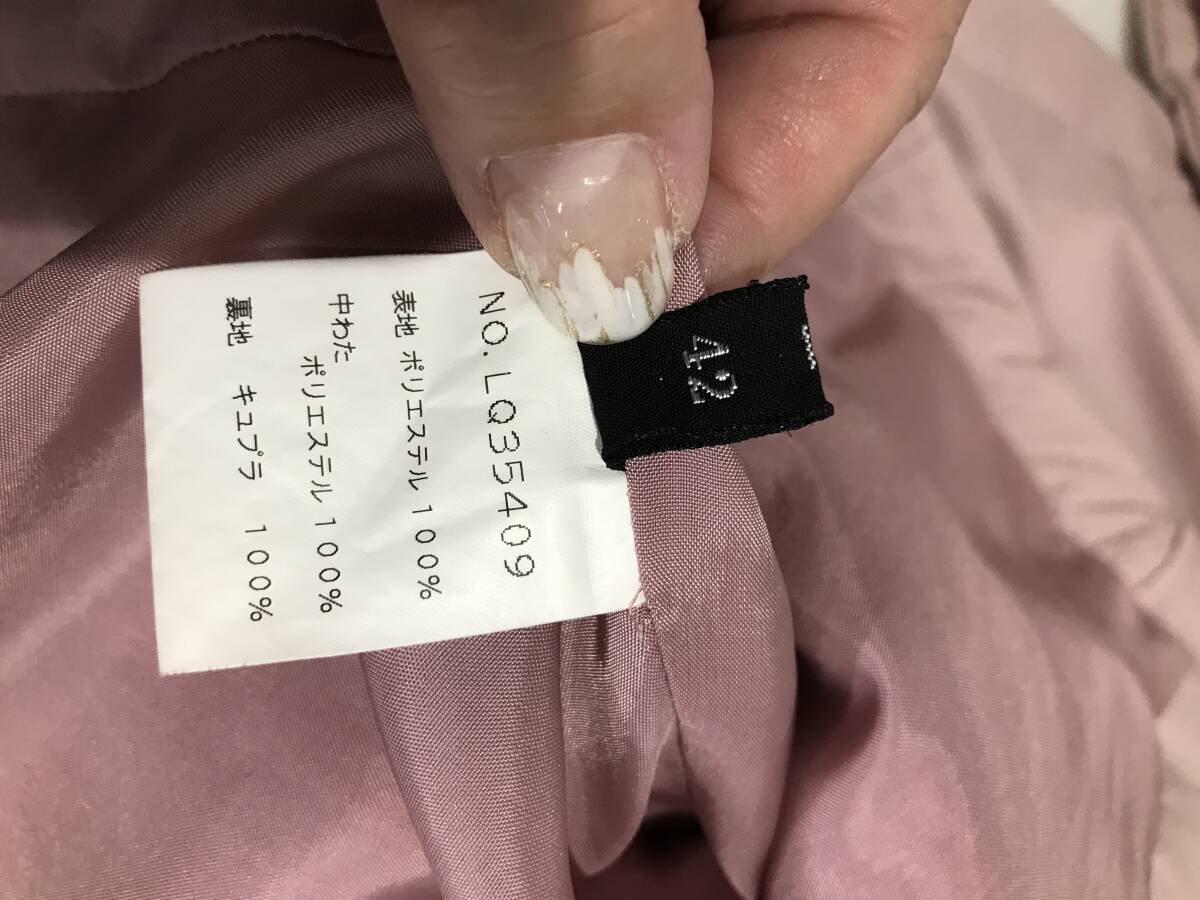 NO. LQ35409
表地 ポリエステル 100%
中わた
ポリエステル 100%
裏地 キュプラ 100%
42